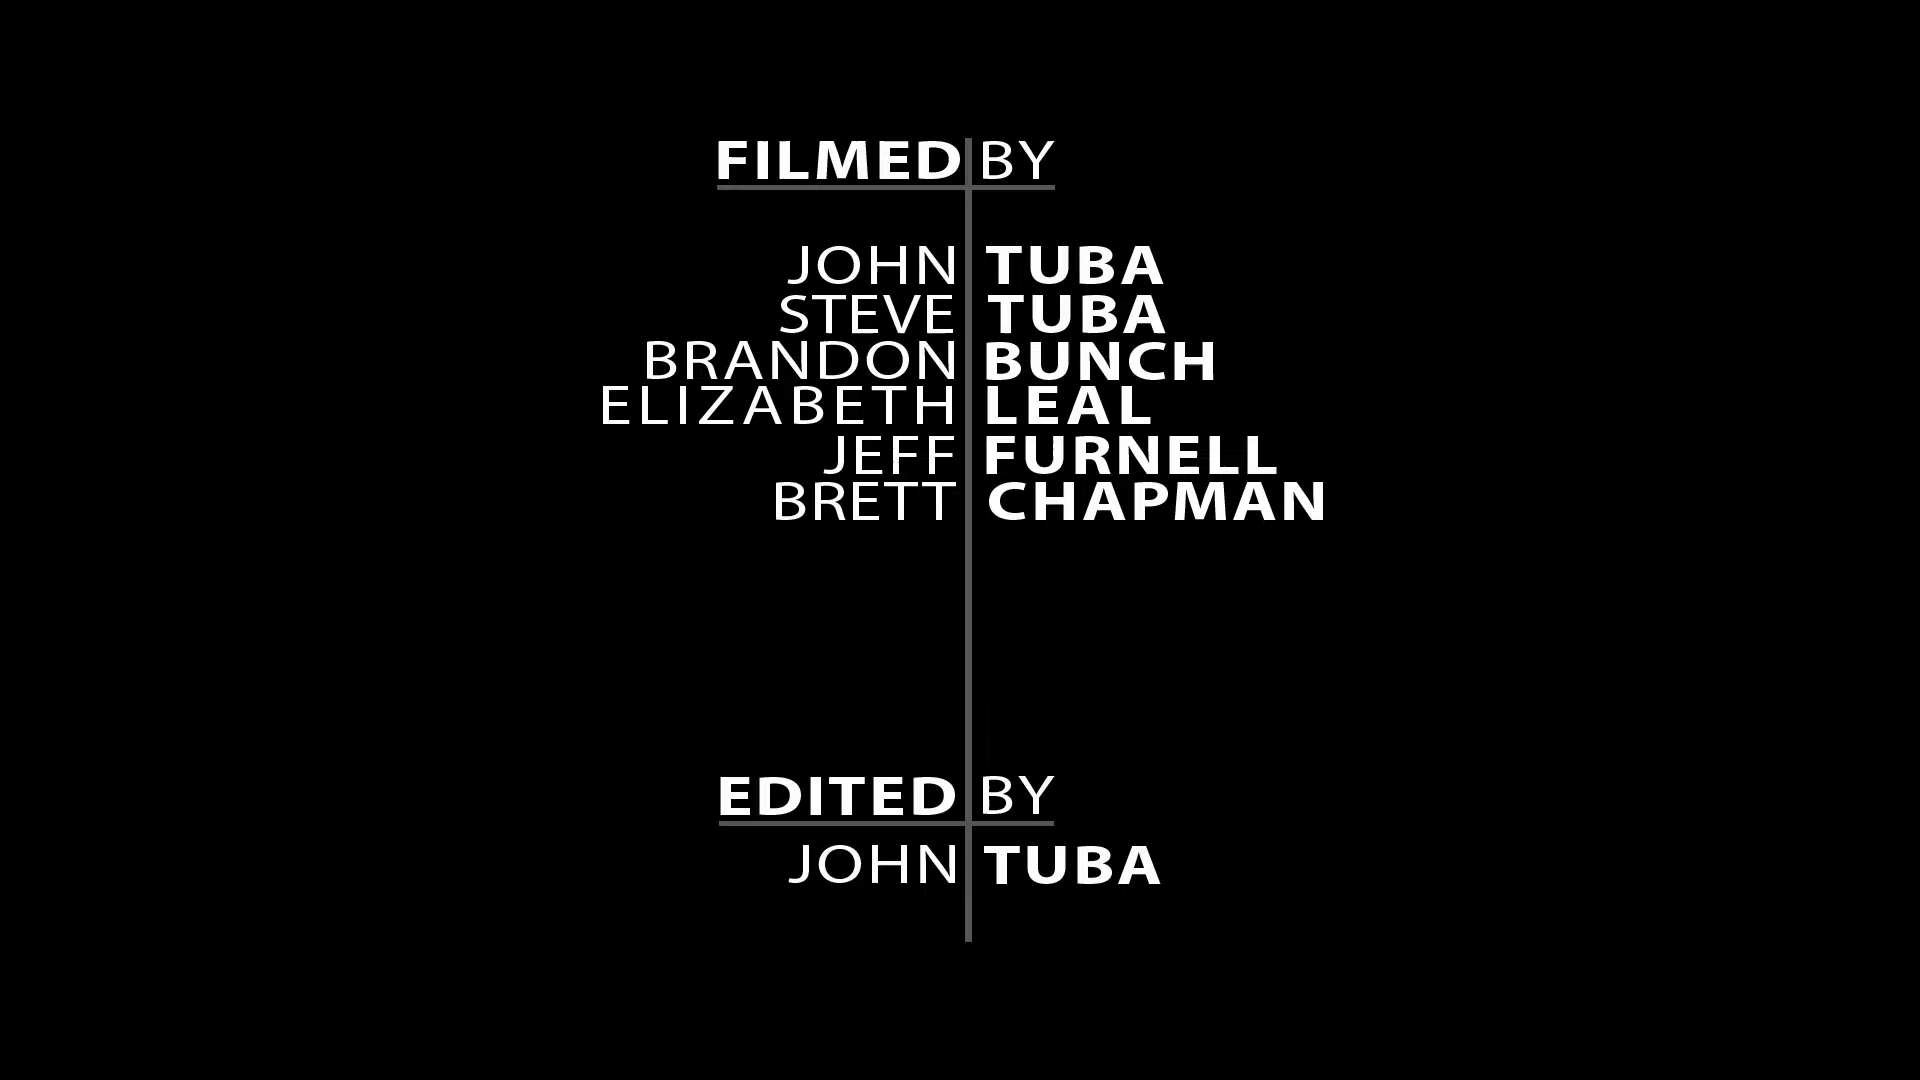 FILMED BY
JOHN TUBA
STEVE TUBA
BRANDON BUNCH
ELIZABETH LEAL
JEFF FURNELL
BRETT CHAPMAN
EDITED BY
JOHN TUBA